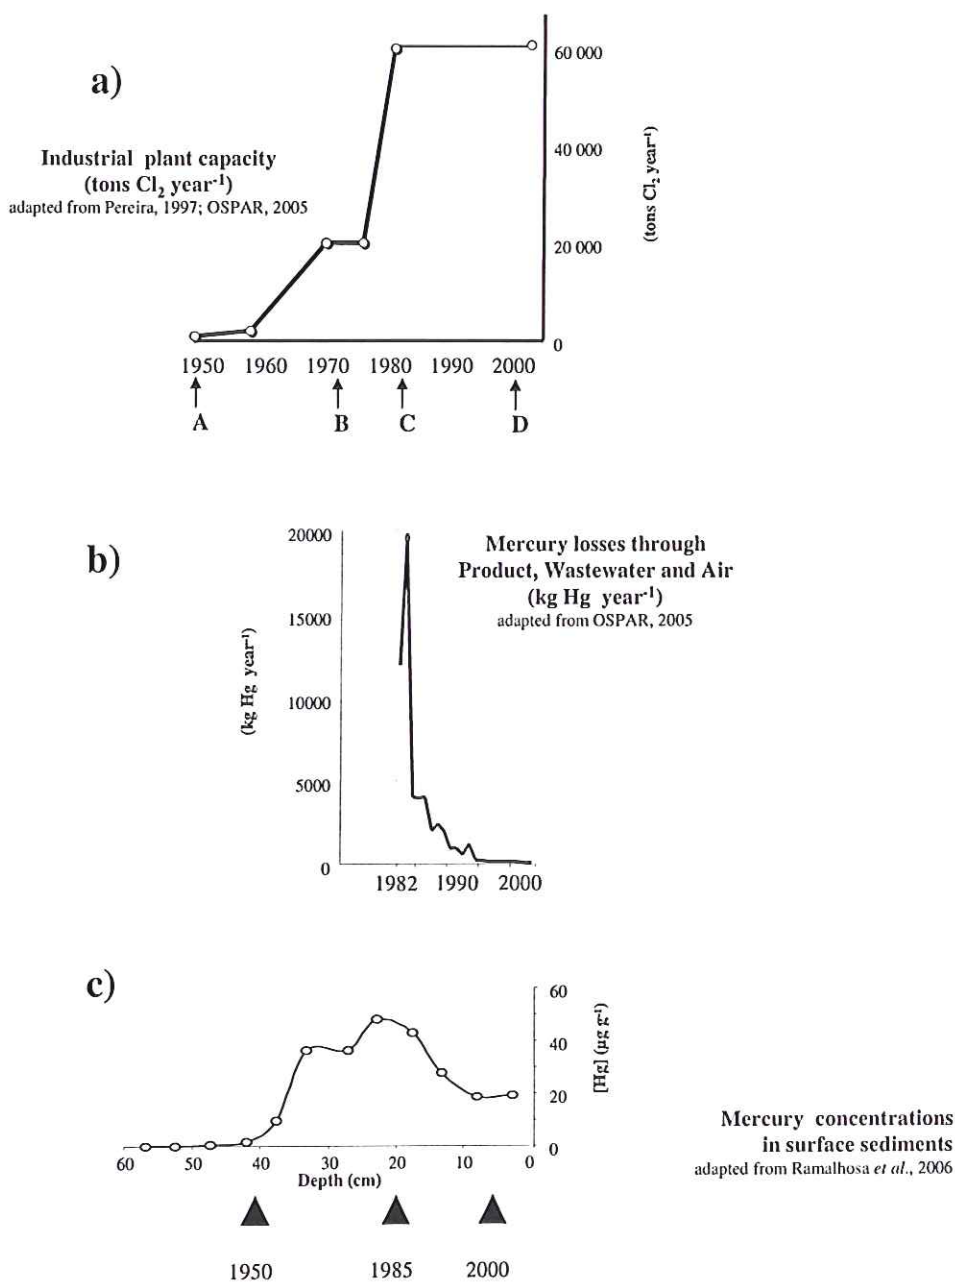 a)
Industrial plant capacity
(tons Cl₂ year⁻¹)
adapted from Pereira, 1997; OSPAR, 2005
60 000
40 000
20 000
0
(tons Cl₂ year⁻¹)
1950 1960 1970 1980 1990 2000
A B C D
b)
Mercury losses through
Product, Wastewater and Air
(kg Hg year⁻¹)
adapted from OSPAR, 2005
20000
15000
10000
5000
0
(kg Hg year⁻¹)
1982 1990 2000
c)
60
40
20
0
[Hg] (µg g⁻¹)
60 50 40 30 20 10 0
Depth (cm)
Mercury concentrations
in surface sediments
adapted from Ramalhosa et al., 2006
1950 1985 2000